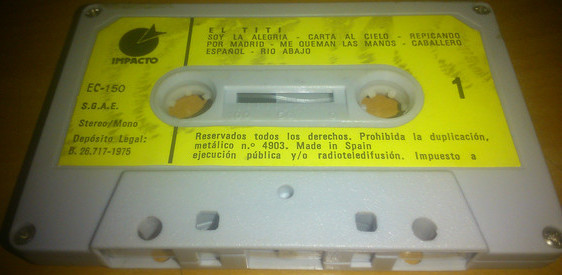 EL TITI
SOY LA ALEGRIA - CARTA AL CIELO - REPICANDO
POR MADRID - ME QUEMAN LAS MANOS - CABALLERO
ESPAÑOL - RIO ABAJO
IMPACTO
EC-150
S.G.A.E.
Stereo/Mono
Depósito Legal:
B. 26.717-1975
1
Reservados todos los derechos. Prohibida la duplicación,
metálico n.º 4903. Made in Spain
ejecución pública y/o radioteledifusión. Impuesto a